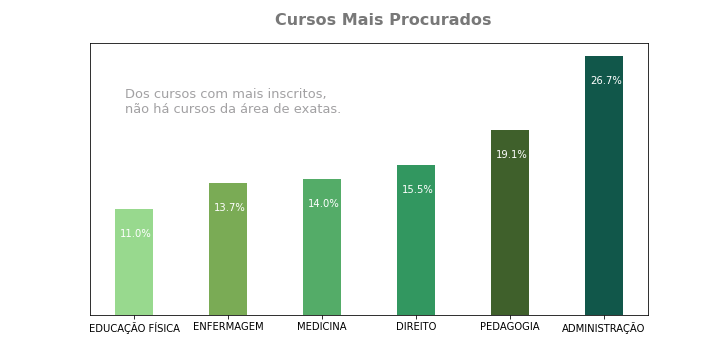 Cursos Mais Procurados
Dos cursos com mais inscritos,
não há cursos da área de exatas.
26.7%
19.1%
15.5%
14.0%
13.7%
11.0%
EDUCAÇÃO FÍSICA ENFERMAGEM MEDICINA DIREITO PEDAGOGIA ADMINISTRAÇÃO